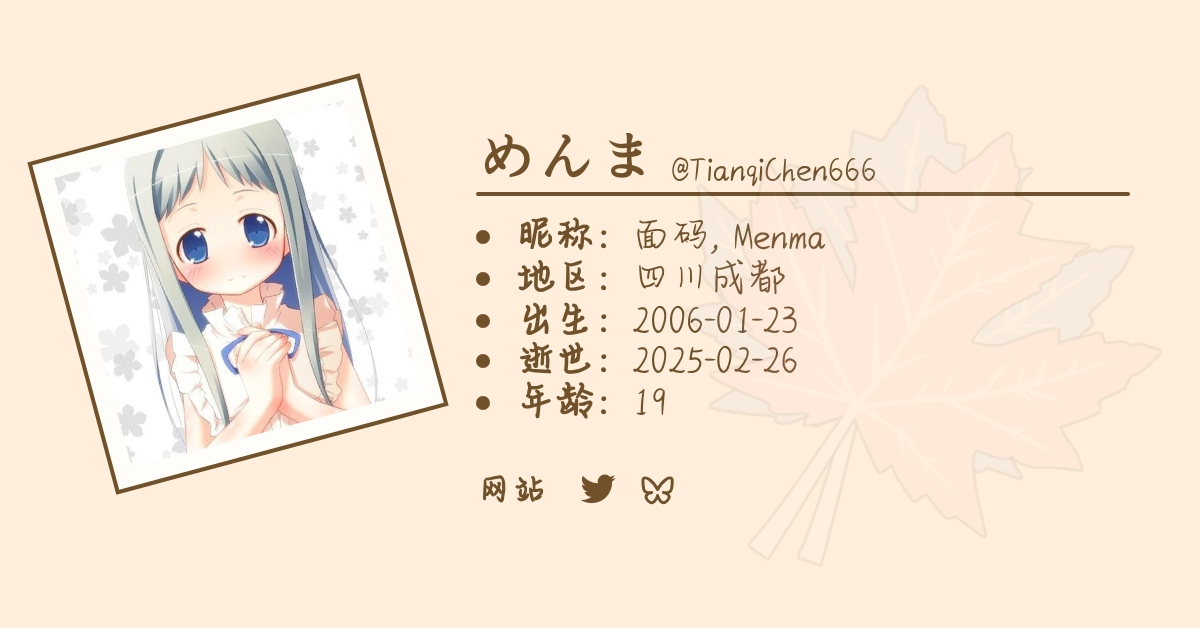 めんま @TianqiChen666
昵称： 面码, Menma
地区： 四川成都
出生： 2006-01-23
逝世： 2025-02-26
年龄： 19
网站